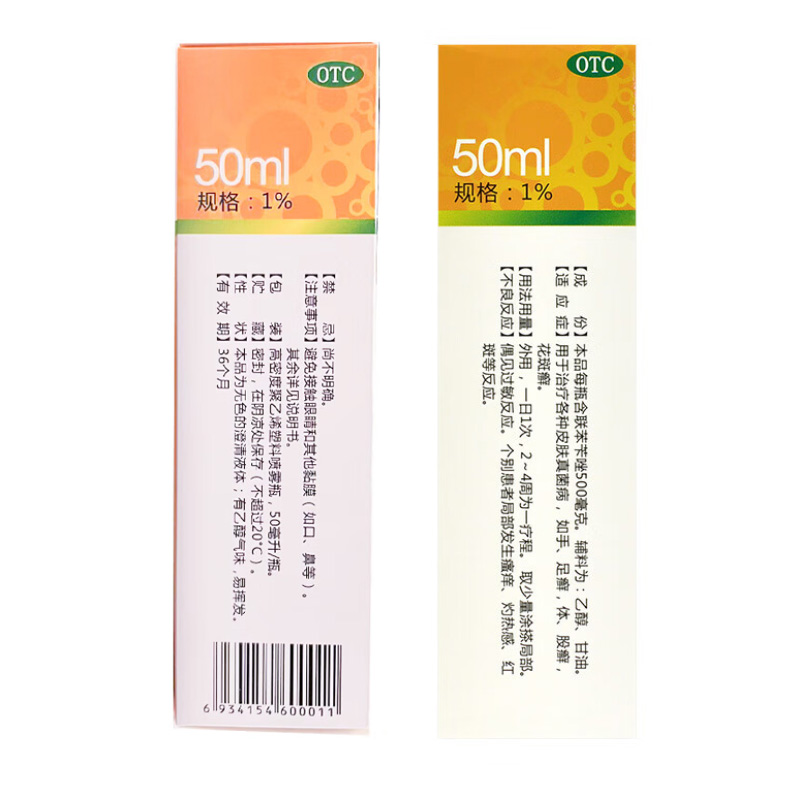 OTC
50ml
规格：1%
【禁　忌】尚不明确。
【注意事项】避免接触眼睛和其他黏膜（如口、鼻等）。
其余详见说明书。
【包　装】高密度聚乙烯塑料喷雾瓶，50毫升/瓶。
【贮　藏】密封，在阴凉处保存（不超过20°C）。
【性　状】本品为无色的澄清液体；有乙醇气味，易挥发。
【有 效 期】36个月
6 934154 600011
OTC
50ml
规格：1%
【成　份】本品每瓶含联苯苄唑500毫克。辅料为：乙醇、甘油。
【适 应 症】用于治疗各种皮肤真菌病，如手、足癣，体、股癣，
花斑癣。
【用法用量】外用，一日1次，2～4周为一疗程。取少量涂搽局部。
【不良反应】偶见过敏反应。个别患者局部发生瘙痒、灼热感、红
斑等反应。